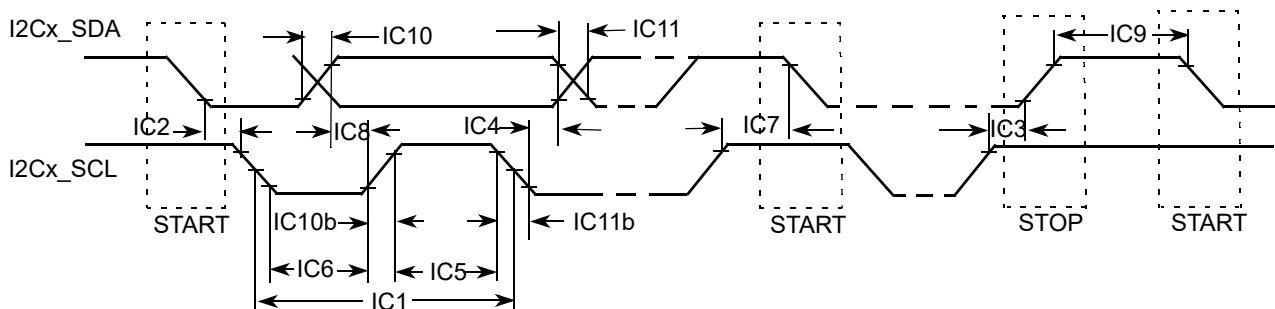 I2Cx_SDA
IC10
IC11
IC9
IC2
IC8
IC4
IC7
IC3
I2Cx_SCL
START
IC10b
IC11b
START
STOP
START
IC6
IC5
IC1